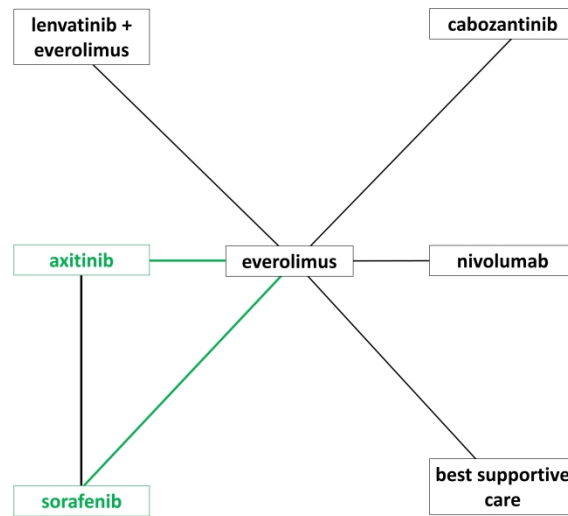 lenvatinib +
everolimus
cabozantinib
axitinib
everolimus
nivolumab
sorafenib
best supportive
care